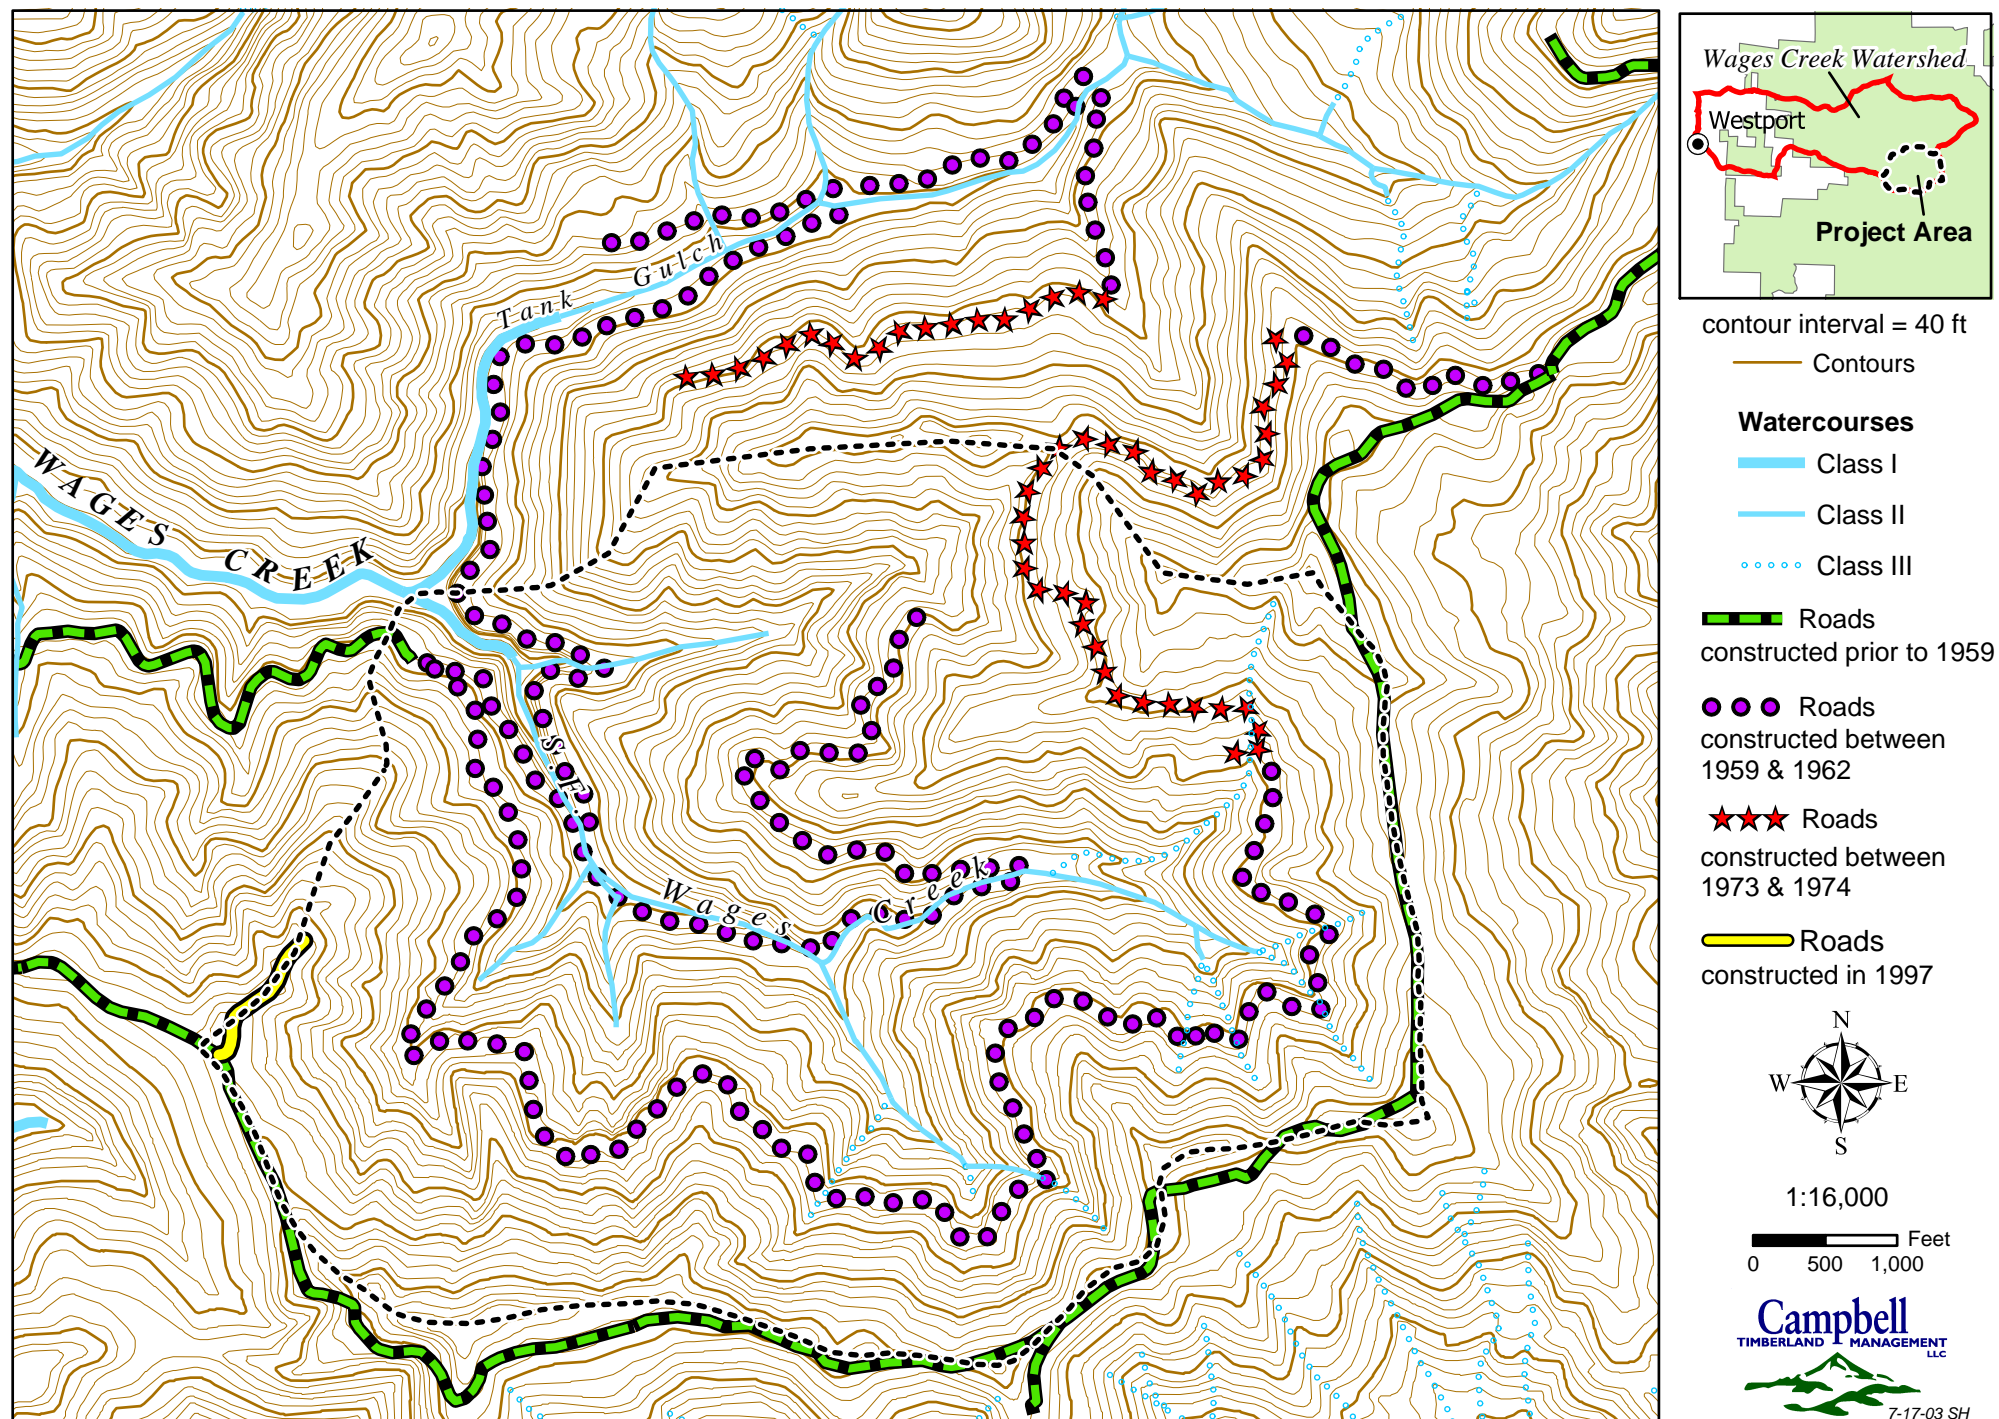 Tank Gulch
WAGES CREEK
S.F. Wages Creek
Wages Creek Watershed
Westport
Project Area
contour interval = 40 ft
Contours
Watercourses
Class I
Class II
Class III
Roads
constructed prior to 1959
Roads
constructed between
1959 & 1962
Roads
constructed between
1973 & 1974
Roads
constructed in 1997
N
W E
S
1:16,000
Feet
0 500 1,000
Campbell
TIMBERLAND MANAGEMENT
LLC
7-17-03 SH